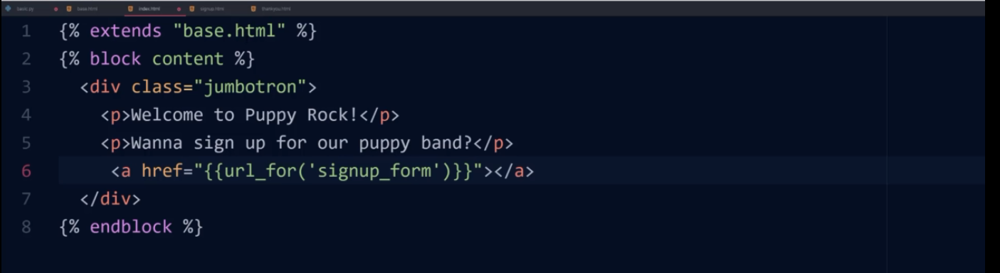 basic.py base.html index.html signup.html thankyou.html
1 {% extends "base.html" %}
2 {% block content %}
3 <div class="jumbotron">
4 <p>Welcome to Puppy Rock!</p>
5 <p>Wanna sign up for our puppy band?</p>
6 <a href="{{url_for('signup_form')}}"></a>
7 </div>
8 {% endblock %}